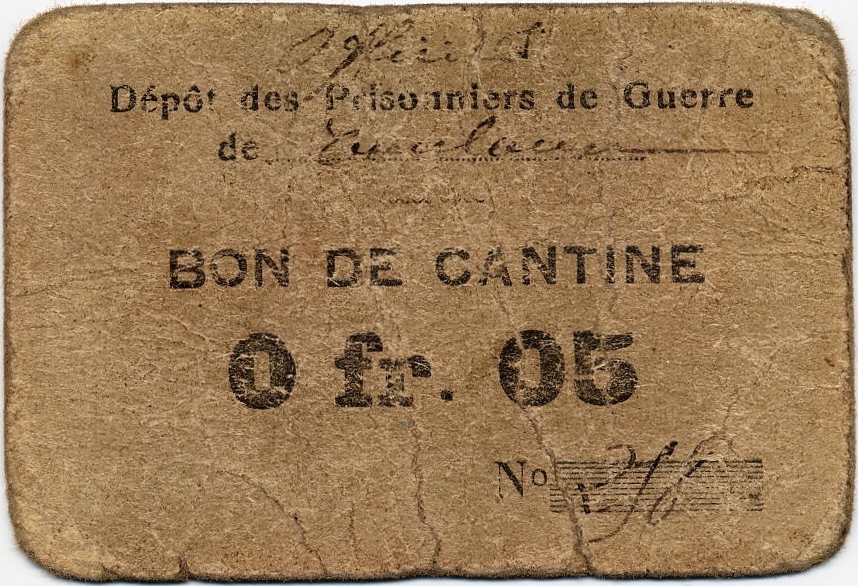 Dépôt des Prisonniers de Guerre
de
BON DE CANTINE
0 fr. 05
No